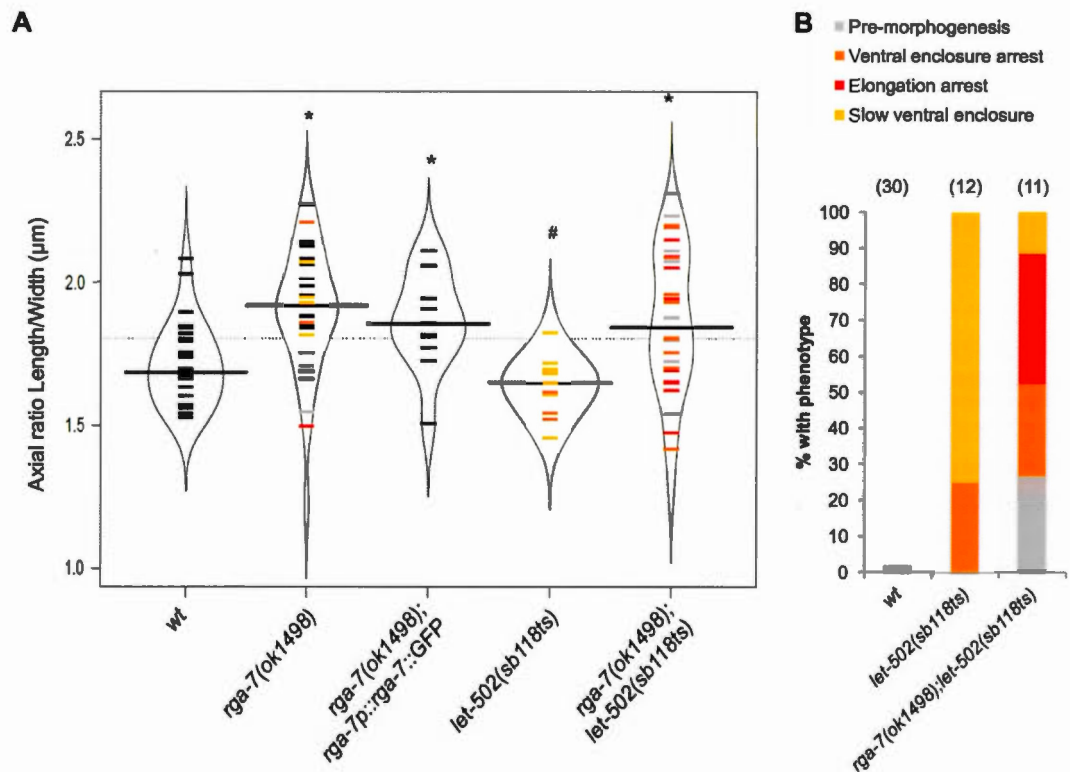 A
Axial ratio Length/Width (µm)
2.5
2.0
1.5
1.0
*
*
#
*
wt
rga-7(ok1498)
rga-7(ok1498);
rga-7p::rga-7::GFP
let-502(sb118ts)
rga-7(ok1498);
let-502(sb118ts)
B
Pre-morphogenesis
Ventral enclosure arrest
Elongation arrest
Slow ventral enclosure
(30) (12) (11)
% with phenotype
100
90
80
70
60
50
40
30
20
10
0
wt
let-502(sb118ts)
rga-7(ok1498);let-502(sb118ts)